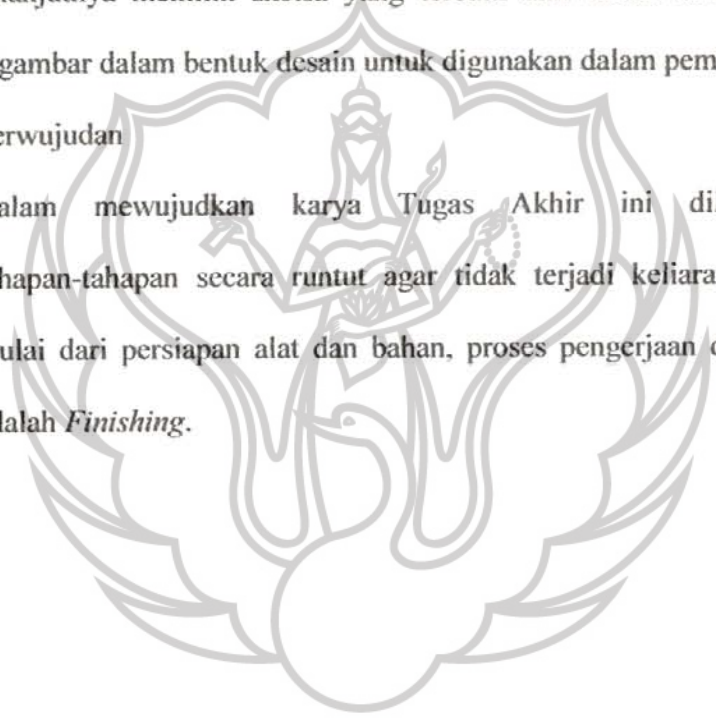 gambar dalam bentuk desain untuk digunakan dalam pem
erwujudan
alam mewujudkan karya Tugas Akhir ini di
hapan-tahapan secara runtut agar tidak terjadi keliara
ulai dari persiapan alat dan bahan, proses pengerjaan
dalah Finishing.